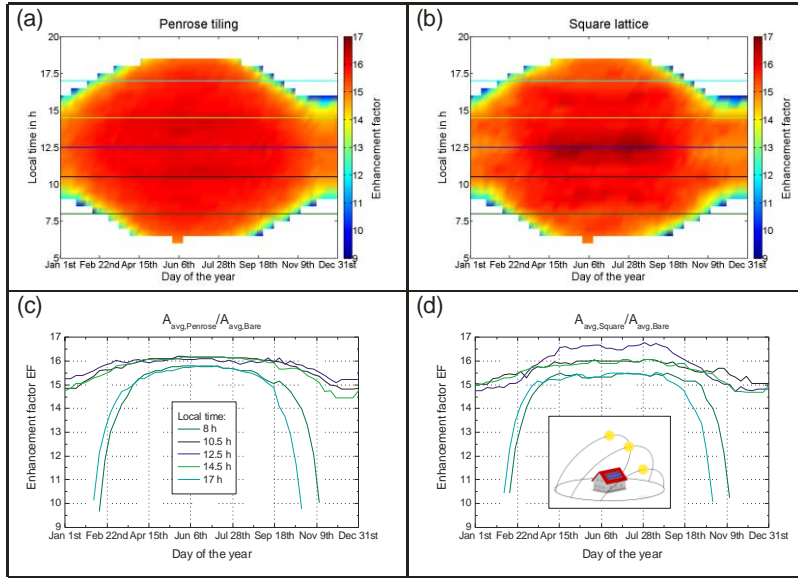 (a)
Penrose tiling
20
17.5
15
12.5
10
7.5
5
Local time in h
Jan 1st Feb 22nd Apr 15th Jun 6th Jul 28th Sep 18th Nov 9th Dec 31st
Day of the year
17
16
15
14
13
12
11
10
9
Enhancement factor
(b)
Square lattice
20
17.5
15
12.5
10
7.5
5
Local time in h
Jan 1st Feb 22nd Apr 15th Jun 6th Jul 28th Sep 18th Nov 9th Dec 31st
Day of the year
17
16
15
14
13
12
11
10
9
Enhancement factor
(c)
A avg,Penrose/A avg,Bare
17
16
15
14
13
12
11
10
9
Enhancement factor EF
Local time:
8 h
10.5 h
12.5 h
14.5 h
17 h
Jan 1st Feb 22nd Apr 15th Jun 6th Jul 28th Sep 18th Nov 9th Dec 31st
Day of the year
(d)
A avg,Square/A avg,Bare
17
16
15
14
13
12
11
10
9
Enhancement factor EF
Jan 1st Feb 22nd Apr 15th Jun 6th Jul 28th Sep 18th Nov 9th Dec 31st
Day of the year